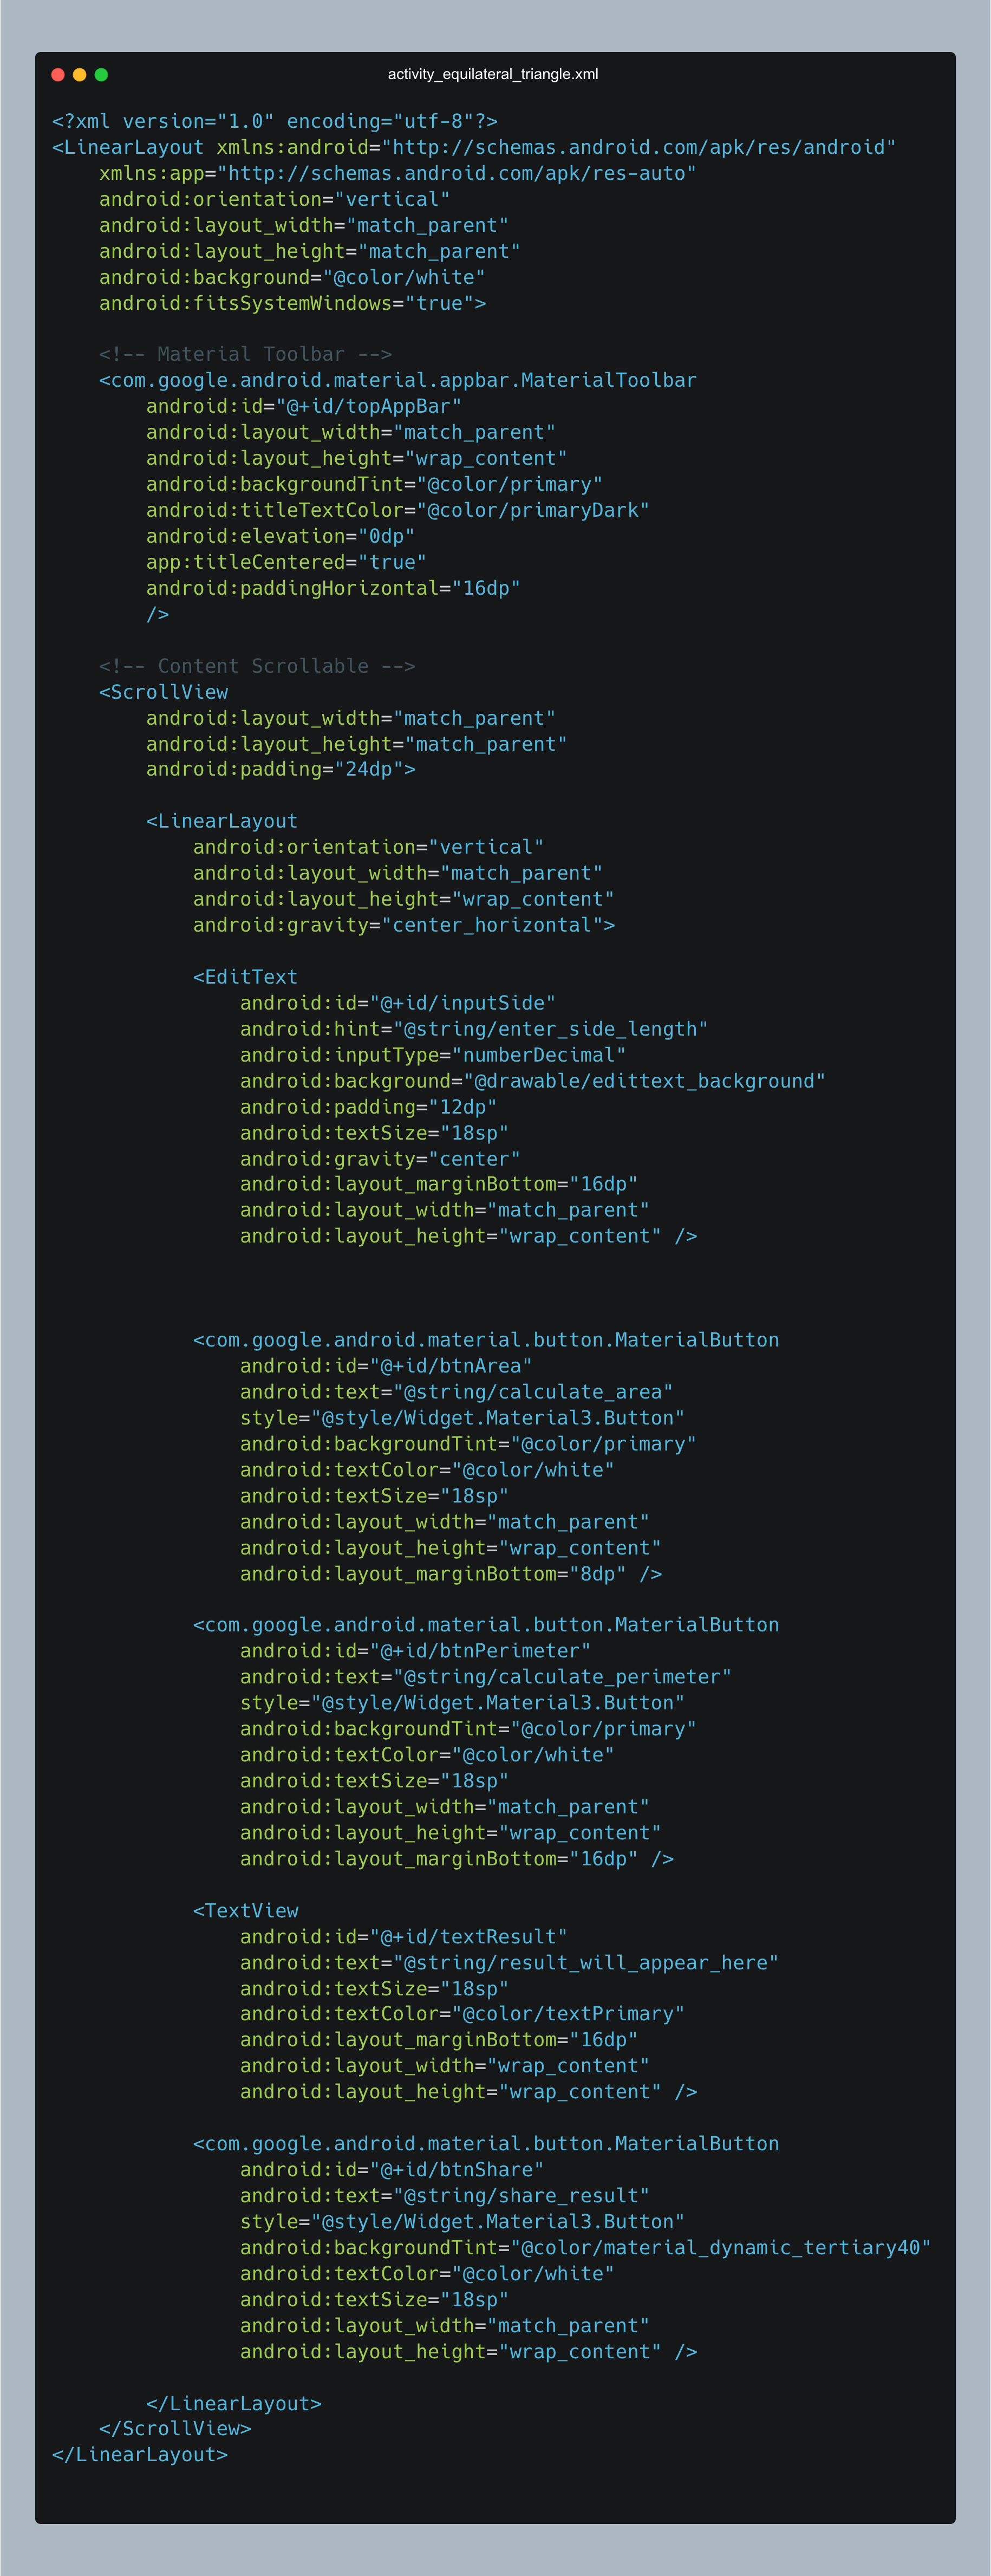 activity_equilateral_triangle.xml
<?xml version="1.0" encoding="utf-8"?>
<LinearLayout xmlns:android="http://schemas.android.com/apk/res/android"
    xmlns:app="http://schemas.android.com/apk/res-auto"
    android:orientation="vertical"
    android:layout_width="match_parent"
    android:layout_height="match_parent"
    android:background="@color/white"
    android:fitsSystemWindows="true">

    <!-- Material Toolbar -->
    <com.google.android.material.appbar.MaterialToolbar
        android:id="@+id/topAppBar"
        android:layout_width="match_parent"
        android:layout_height="wrap_content"
        android:backgroundTint="@color/primary"
        android:titleTextColor="@color/primaryDark"
        android:elevation="0dp"
        app:titleCentered="true"
        android:paddingHorizontal="16dp"
        />

    <!-- Content Scrollable -->
    <ScrollView
        android:layout_width="match_parent"
        android:layout_height="match_parent"
        android:padding="24dp">

        <LinearLayout
            android:orientation="vertical"
            android:layout_width="match_parent"
            android:layout_height="wrap_content"
            android:gravity="center_horizontal">

            <EditText
                android:id="@+id/inputSide"
                android:hint="@string/enter_side_length"
                android:inputType="numberDecimal"
                android:background="@drawable/edittext_background"
                android:padding="12dp"
                android:textSize="18sp"
                android:gravity="center"
                android:layout_marginBottom="16dp"
                android:layout_width="match_parent"
                android:layout_height="wrap_content" />

            <com.google.android.material.button.MaterialButton
                android:id="@+id/btnArea"
                android:text="@string/calculate_area"
                style="@style/Widget.Material3.Button"
                android:backgroundTint="@color/primary"
                android:textColor="@color/white"
                android:textSize="18sp"
                android:layout_width="match_parent"
                android:layout_height="wrap_content"
                android:layout_marginBottom="8dp" />

            <com.google.android.material.button.MaterialButton
                android:id="@+id/btnPerimeter"
                android:text="@string/calculate_perimeter"
                style="@style/Widget.Material3.Button"
                android:backgroundTint="@color/primary"
                android:textColor="@color/white"
                android:textSize="18sp"
                android:layout_width="match_parent"
                android:layout_height="wrap_content"
                android:layout_marginBottom="16dp" />

            <TextView
                android:id="@+id/textResult"
                android:text="@string/result_will_appear_here"
                android:textSize="18sp"
                android:textColor="@color/textPrimary"
                android:layout_marginBottom="16dp"
                android:layout_width="wrap_content"
                android:layout_height="wrap_content" />

            <com.google.android.material.button.MaterialButton
                android:id="@+id/btnShare"
                android:text="@string/share_result"
                style="@style/Widget.Material3.Button"
                android:backgroundTint="@color/material_dynamic_tertiary40"
                android:textColor="@color/white"
                android:textSize="18sp"
                android:layout_width="match_parent"
                android:layout_height="wrap_content" />

        </LinearLayout>
    </ScrollView>
</LinearLayout>